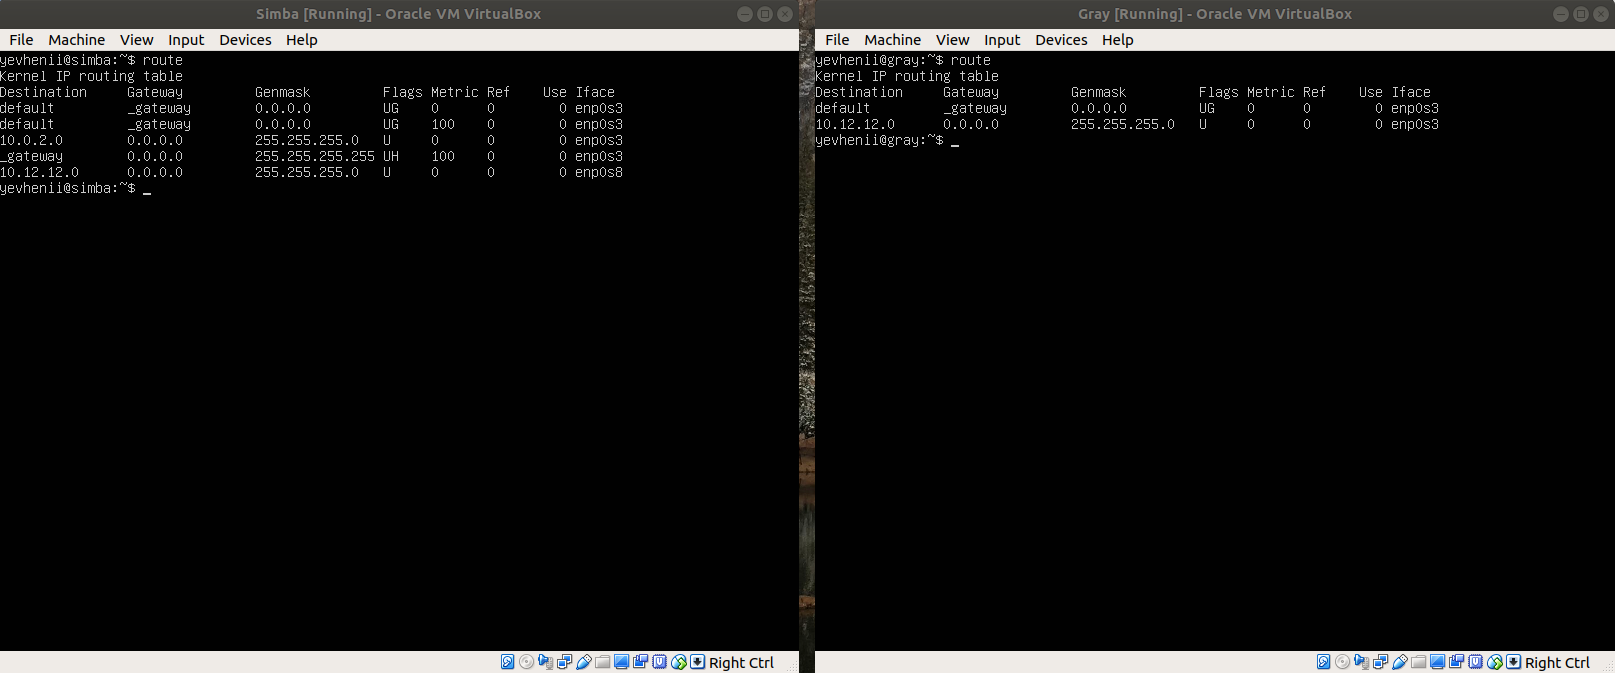 Simba [Running] - Oracle VM VirtualBox
File Machine View Input Devices Help
yevhenii@simba:~$ route
Kernel IP routing table
Destination Gateway Genmask Flags Metric Ref Use Iface
default _gateway 0.0.0.0 UG 0 0 0 enp0s3
default _gateway 0.0.0.0 UG 100 0 0 enp0s3
10.0.2.0 0.0.0.0 255.255.255.0 U 0 0 0 enp0s3
_gateway 0.0.0.0 255.255.255.255 UH 100 0 0 enp0s3
10.12.12.0 0.0.0.0 255.255.255.0 U 0 0 0 enp0s8
yevhenii@simba:~$ _
Right Ctrl
Gray [Running] - Oracle VM VirtualBox
File Machine View Input Devices Help
yevhenii@gray:~$ route
Kernel IP routing table
Destination Gateway Genmask Flags Metric Ref Use Iface
default _gateway 0.0.0.0 UG 0 0 0 enp0s3
10.12.12.0 0.0.0.0 255.255.255.0 U 0 0 0 enp0s3
yevhenii@gray:~$ _
Right Ctrl